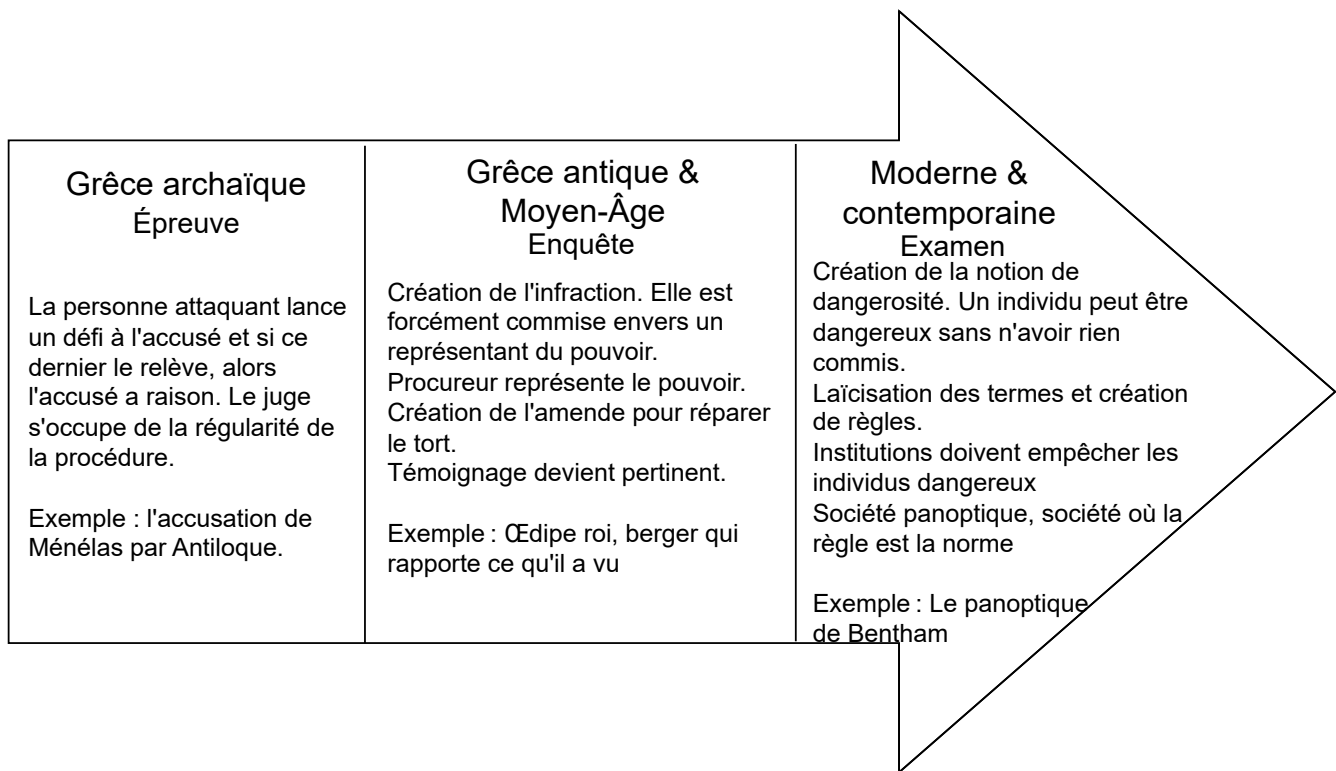 Grêce archaïque
Épreuve
La personne attaquant lance
un défi à l'accusé et si ce
dernier le relève, alors
l'accusé a raison. Le juge
s'occupe de la régularité de
la procédure.
Exemple : l'accusation de
Ménélas par Antiloque.
Grêce antique &
Moyen-Âge
Enquête
Création de l'infraction. Elle est
forcément commise envers un
représentant du pouvoir.
Procureur représente le pouvoir.
Création de l'amende pour réparer
le tort.
Témoignage devient pertinent.
Exemple : Œdipe roi, berger qui
rapporte ce qu'il a vu
Moderne &
contemporaine
Examen
Création de la notion de
dangerosité. Un individu peut être
dangereux sans n'avoir rien
commis.
Laïcisation des termes et création
de règles.
Institutions doivent empêcher les
individus dangereux
Société panoptique, société où la
règle est la norme
Exemple : Le panoptique
de Bentham